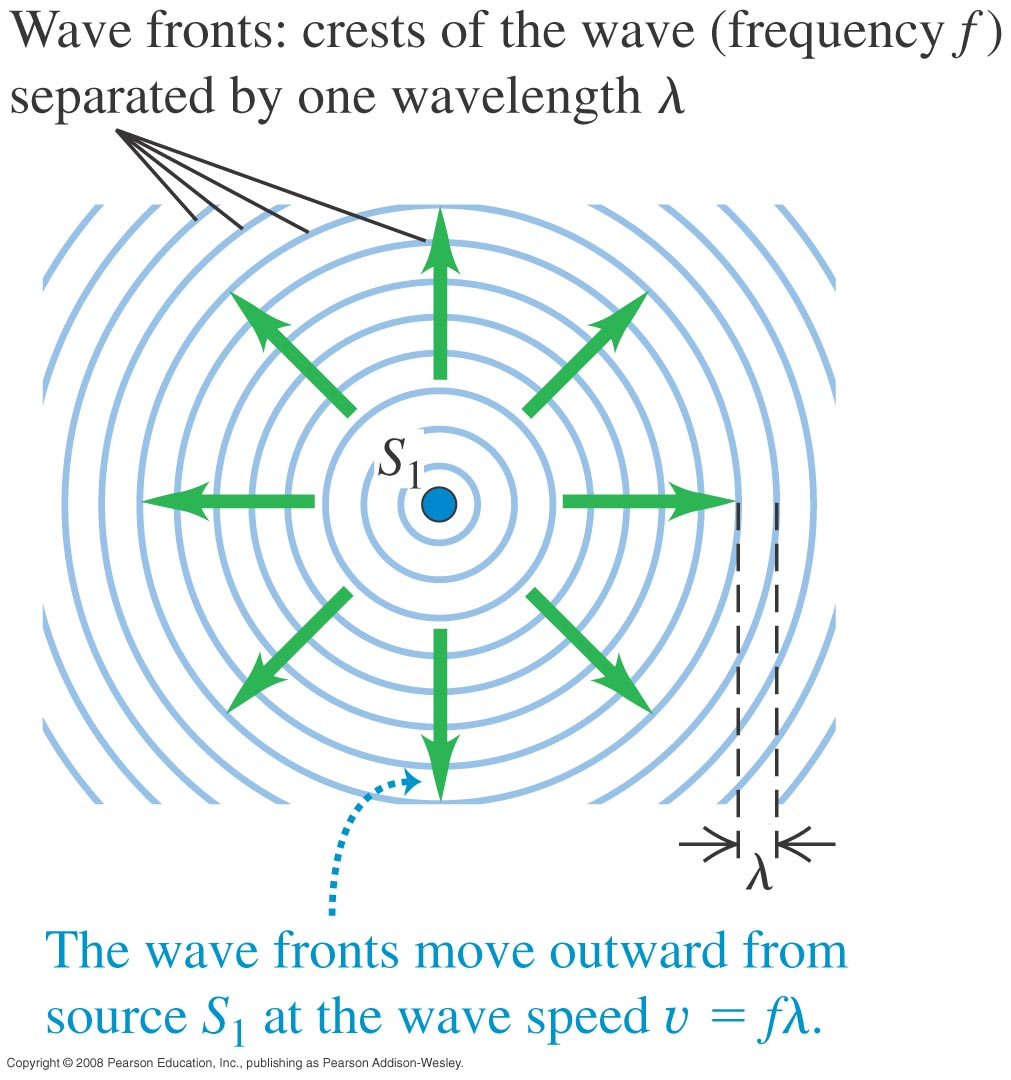 Wave fronts: crests of the wave (frequency f)
separated by one wavelength λ
S₁
λ
The wave fronts move outward from
source S₁ at the wave speed v = fλ.
Copyright © 2008 Pearson Education, Inc., publishing as Pearson Addison-Wesley.